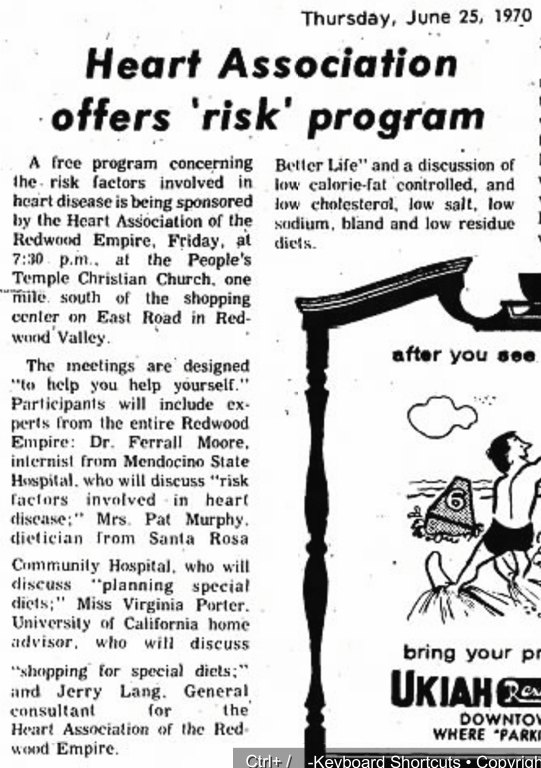 Thursday, June 25, 1970
Heart Association
offers 'risk' program
A free program concerning
the risk factors involved in
heart disease is being sponsored
by the Heart Association of the
Redwood Empire, Friday, at
7:30 p.m., at the People's
Temple Christian Church, one
mile south of the shopping
center on East Road in Red-
wood Valley.
The meetings are designed
"to help you help yourself."
Participants will include ex-
perts from the entire Redwood
Empire: Dr. Ferrall Moore,
internist from Mendocino State
Hospital, who will discuss "risk
factors involved in heart
disease;" Mrs. Pat Murphy,
dietician from Santa Rosa
Community Hospital, who will
discuss "planning special
diets;" Miss Virginia Porter,
University of California home
advisor, who will discuss
"shopping for special diets;"
and Jerry Lang, General
consultant for the
Heart Association of the Red-
wood Empire.
Better Life" and a discussion of
low calorie-fat controlled, and
low cholesterol, low salt, low
sodium, bland and low residue
diets.
after you see
6
bring your
UKIAH
DOWNTOW
WHERE "PARKI
Ctrl+ / -Keyboard Shortcuts • Copyrigh